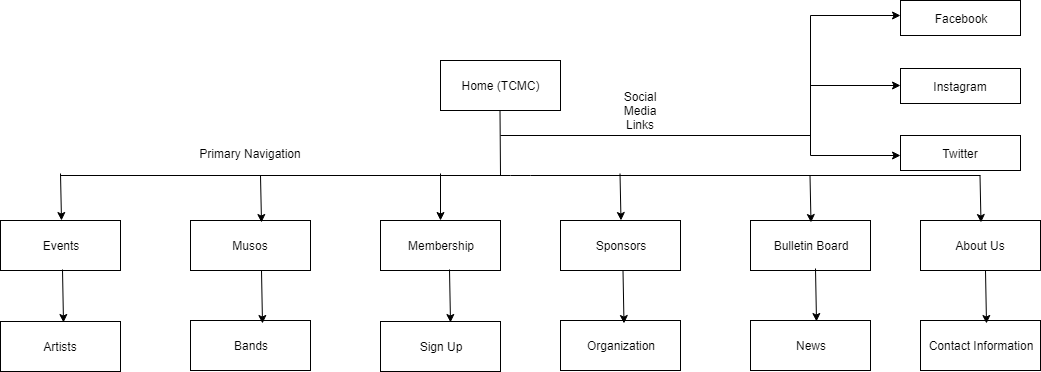 Facebook
Home (TCMC)
Instagram
Social
Media
Links
Primary Navigation
Twitter
Events
Musos
Membership
Sponsors
Bulletin Board
About Us
Artists
Bands
Sign Up
Organization
News
Contact Information